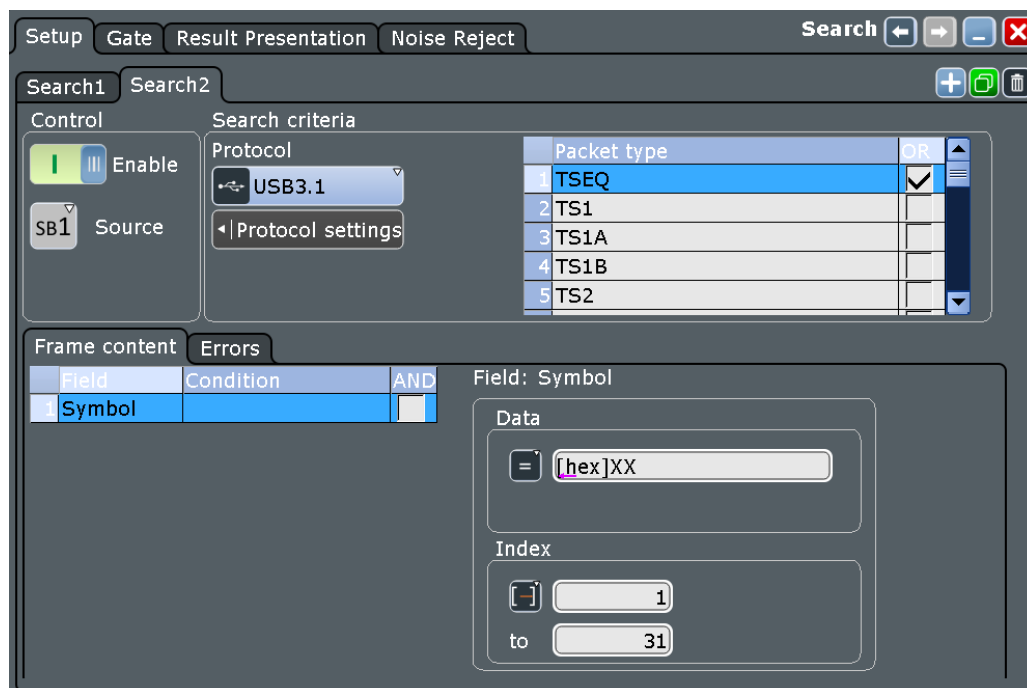 Setup Gate Result Presentation Noise Reject Search
Search1 Search2
Control Search criteria
Enable
SB1 Source
Protocol
USB3.1
Protocol settings
Packet type OR
1 TSEQ
2 TS1
3 TS1A
4 TS1B
5 TS2
Frame content Errors
Field Condition AND
1 Symbol
Field: Symbol
Data
= [hex]XX
Index
1
to 31